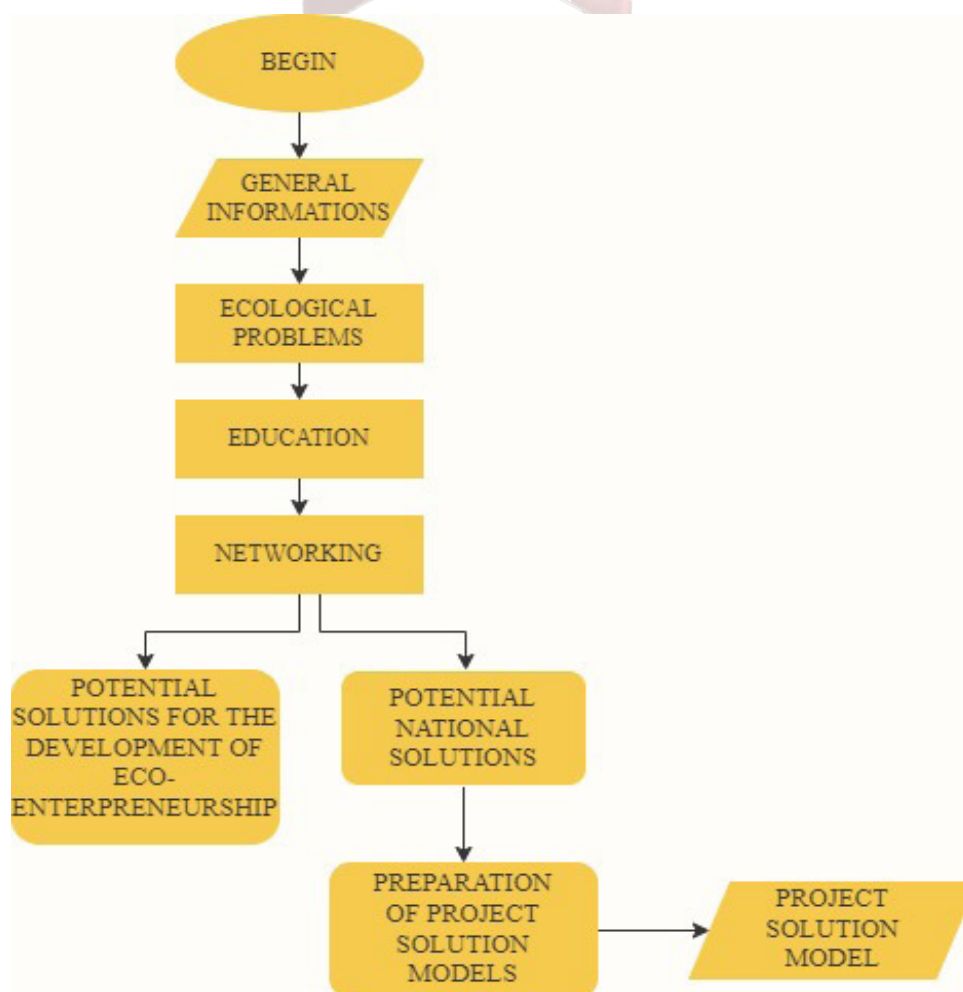 BEGIN
GENERAL
INFORMATIONS
ECOLOGICAL
PROBLEMS
EDUCATION
NETWORKING
POTENTIAL
SOLUTIONS FOR THE
DEVELOPMENT OF
ECO-
ENTERPRENEURSHIP
POTENTIAL
NATIONAL
SOLUTIONS
PREPARATION
OF PROJECT
SOLUTION
MODELS
PROJECT
SOLUTION
MODEL